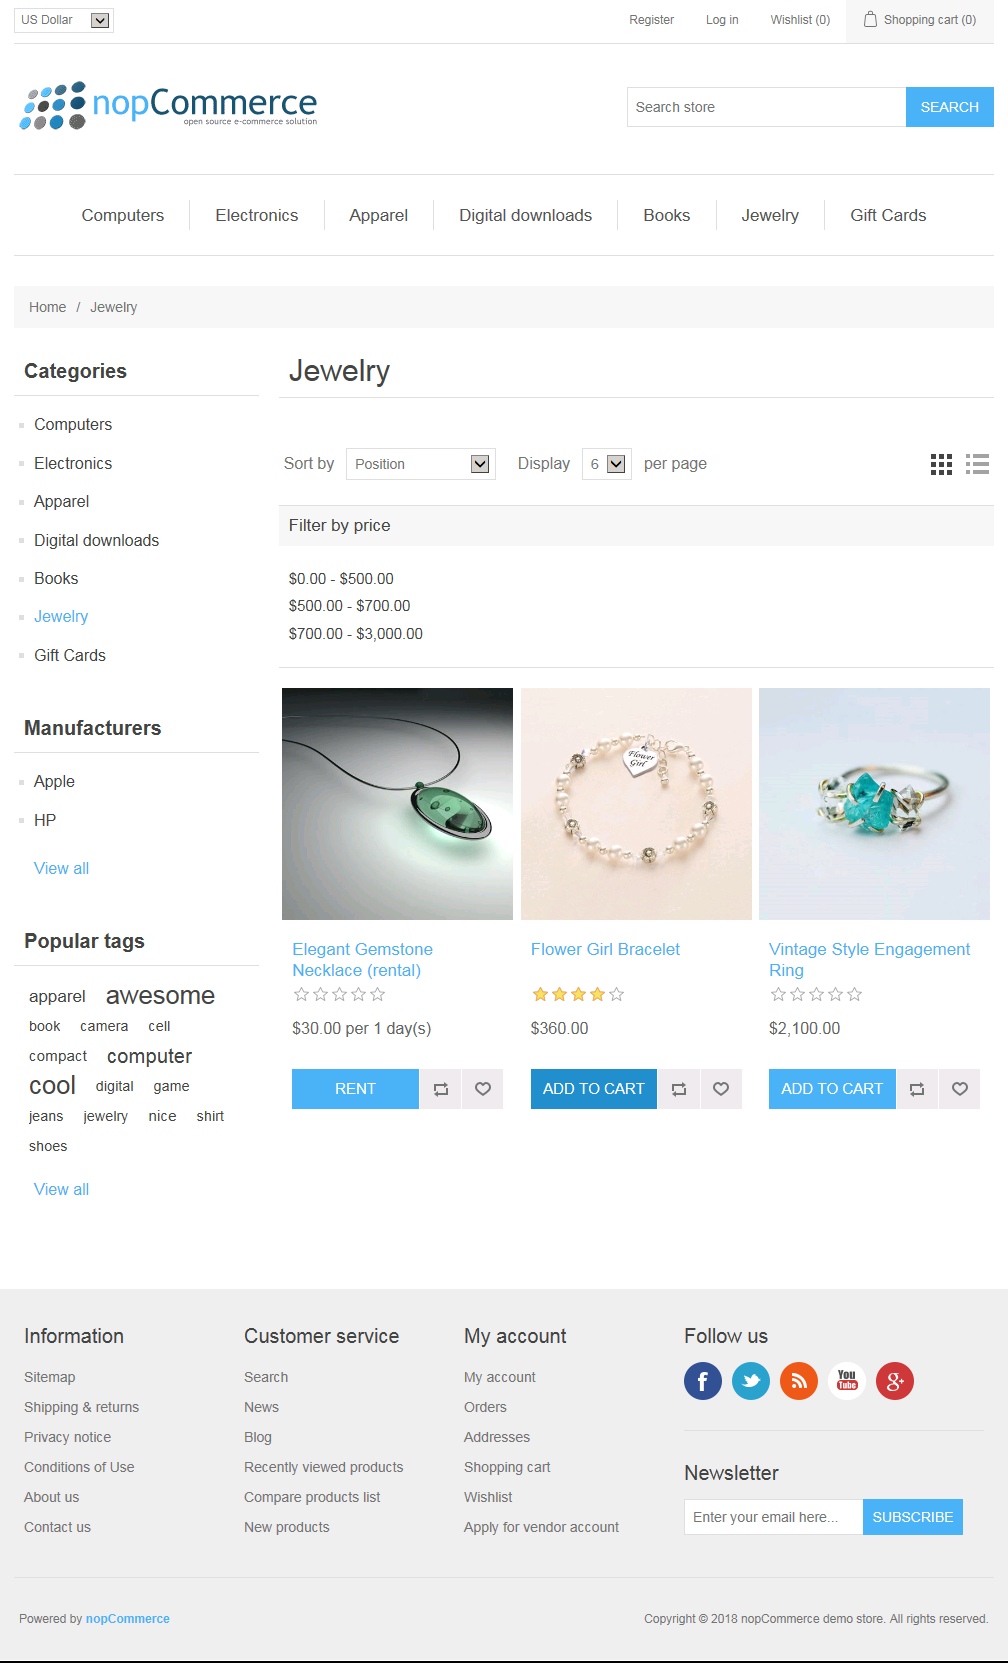 US Dollar Register Log in Wishlist (0) Shopping cart (0)
nopCommerce
open source e-commerce solution
Search store SEARCH
Computers Electronics Apparel Digital downloads Books Jewelry Gift Cards
Home / Jewelry
Categories
Computers
Electronics
Apparel
Digital downloads
Books
Jewelry
Gift Cards
Manufacturers
Apple
HP
View all
Popular tags
apparel awesome
book camera cell
compact computer
cool digital game
jeans jewelry nice shirt
shoes
View all
Jewelry
Sort by Position Display 6 per page
Filter by price
$0.00 - $500.00
$500.00 - $700.00
$700.00 - $3,000.00
Elegant Gemstone
Necklace (rental)
$30.00 per 1 day(s)
RENT
Flower
Girl
Flower Girl Bracelet
$360.00
ADD TO CART
Vintage Style Engagement
Ring
$2,100.00
ADD TO CART
Information
Sitemap
Shipping & returns
Privacy notice
Conditions of Use
About us
Contact us
Customer service
Search
News
Blog
Recently viewed products
Compare products list
New products
My account
My account
Orders
Addresses
Shopping cart
Wishlist
Apply for vendor account
Follow us
f You Tube g+
Newsletter
Enter your email here... SUBSCRIBE
Powered by nopCommerce
Copyright © 2018 nopCommerce demo store. All rights reserved.